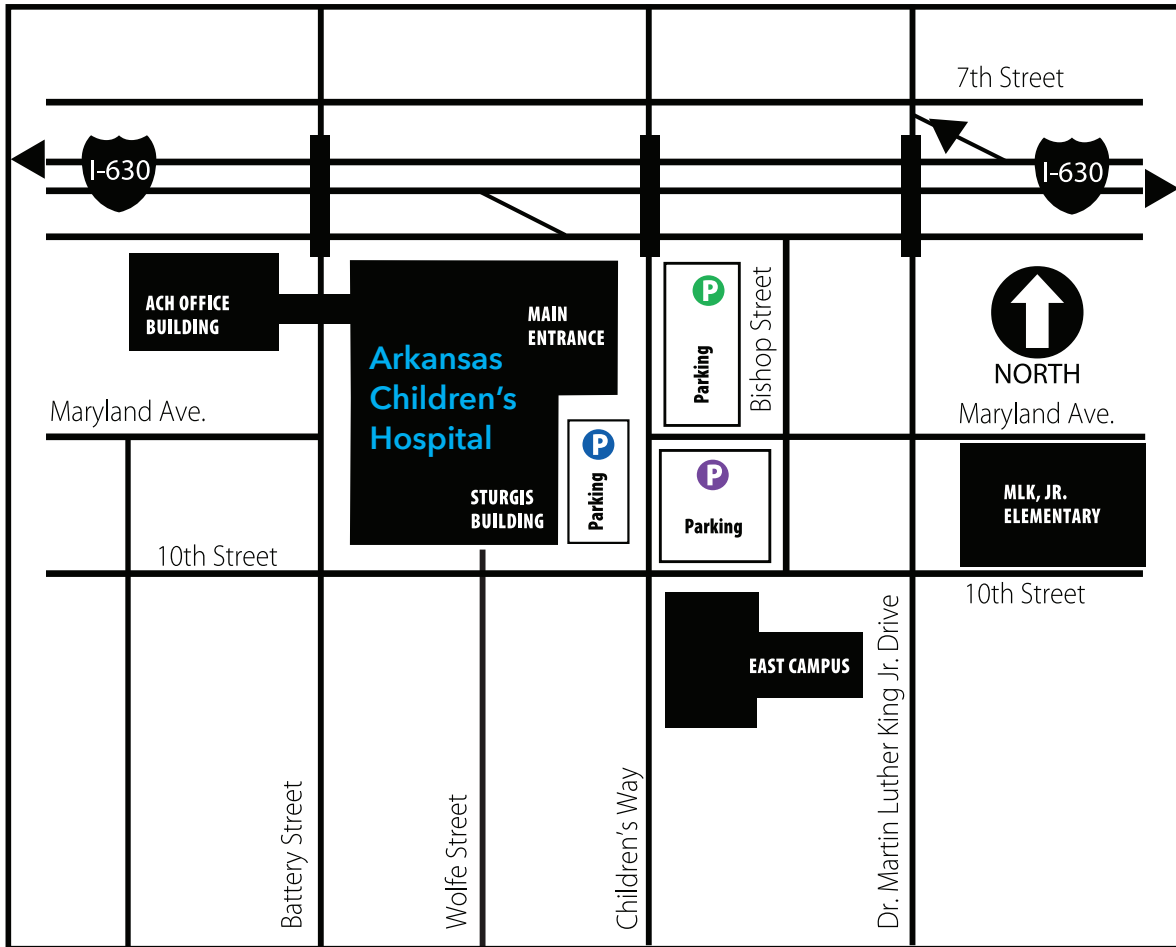 7th Street
I-630
I-630
ACH OFFICE
BUILDING
MAIN
ENTRANCE
Arkansas
Children's
Hospital
P
Parking
Bishop Street
NORTH
Maryland Ave.
Maryland Ave.
P
Parking
P
Parking
STURGIS
BUILDING
MLK, JR.
ELEMENTARY
10th Street
10th Street
EAST CAMPUS
Battery Street
Wolfe Street
Children's Way
Dr. Martin Luther King Jr. Drive